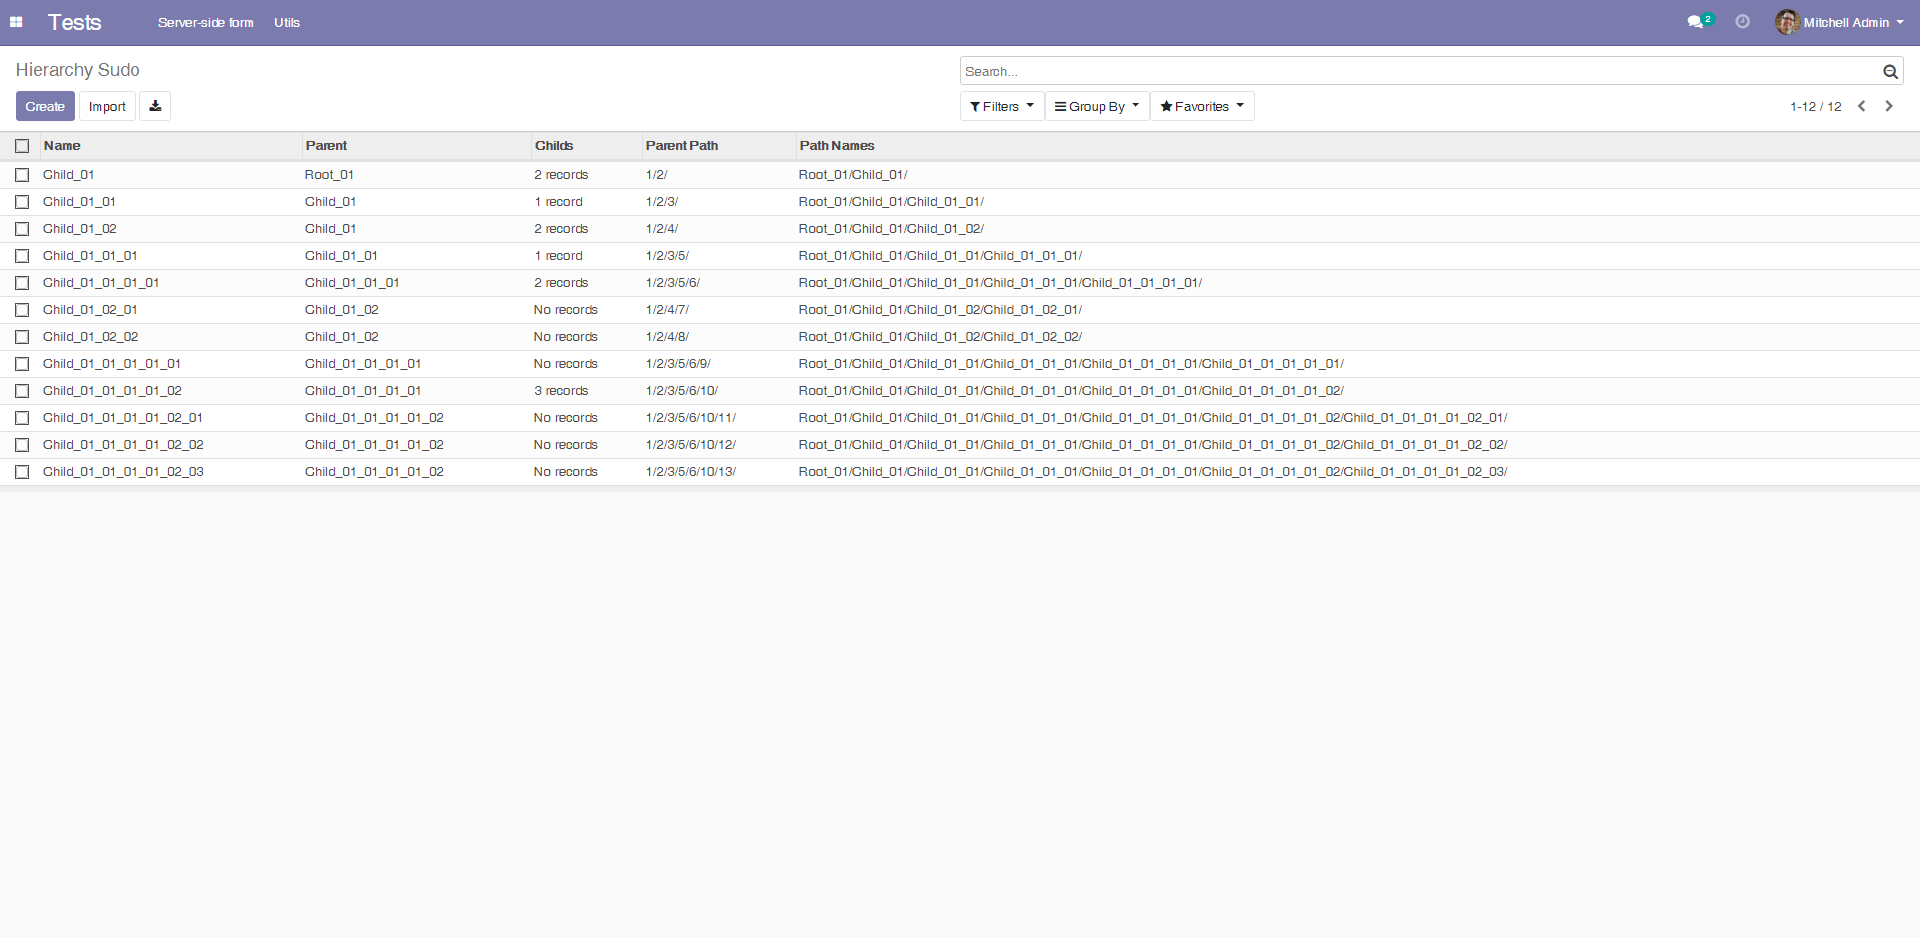 Tests Server-side form Utils 2 Mitchell Admin
Hierarchy Sudo Search...
Create Import Filters Group By Favorites 1-12 / 12
Name Parent Childs Parent Path Path Names
Child_01 Root_01 2 records 1/2/ Root_01/Child_01/
Child_01_01 Child_01 1 record 1/2/3/ Root_01/Child_01/Child_01_01/
Child_01_02 Child_01 2 records 1/2/4/ Root_01/Child_01/Child_01_02/
Child_01_01_01 Child_01_01 1 record 1/2/3/5/ Root_01/Child_01/Child_01_01/Child_01_01_01/
Child_01_01_01_01 Child_01_01_01 2 records 1/2/3/5/6/ Root_01/Child_01/Child_01_01/Child_01_01_01/Child_01_01_01_01/
Child_01_02_01 Child_01_02 No records 1/2/4/7/ Root_01/Child_01/Child_01_02/Child_01_02_01/
Child_01_02_02 Child_01_02 No records 1/2/4/8/ Root_01/Child_01/Child_01_02/Child_01_02_02/
Child_01_01_01_01_01 Child_01_01_01_01 No records 1/2/3/5/6/9/ Root_01/Child_01/Child_01_01/Child_01_01_01/Child_01_01_01_01/Child_01_01_01_01_01/
Child_01_01_01_01_02 Child_01_01_01_01 3 records 1/2/3/5/6/10/ Root_01/Child_01/Child_01_01/Child_01_01_01/Child_01_01_01_01/Child_01_01_01_01_02/
Child_01_01_01_01_02_01 Child_01_01_01_01_02 No records 1/2/3/5/6/10/11/ Root_01/Child_01/Child_01_01/Child_01_01_01/Child_01_01_01_01/Child_01_01_01_01_02/Child_01_01_01_01_02_01/
Child_01_01_01_01_02_02 Child_01_01_01_01_02 No records 1/2/3/5/6/10/12/ Root_01/Child_01/Child_01_01/Child_01_01_01/Child_01_01_01_01/Child_01_01_01_01_02/Child_01_01_01_01_02_02/
Child_01_01_01_01_02_03 Child_01_01_01_01_02 No records 1/2/3/5/6/10/13/ Root_01/Child_01/Child_01_01/Child_01_01_01/Child_01_01_01_01/Child_01_01_01_01_02/Child_01_01_01_01_02_03/